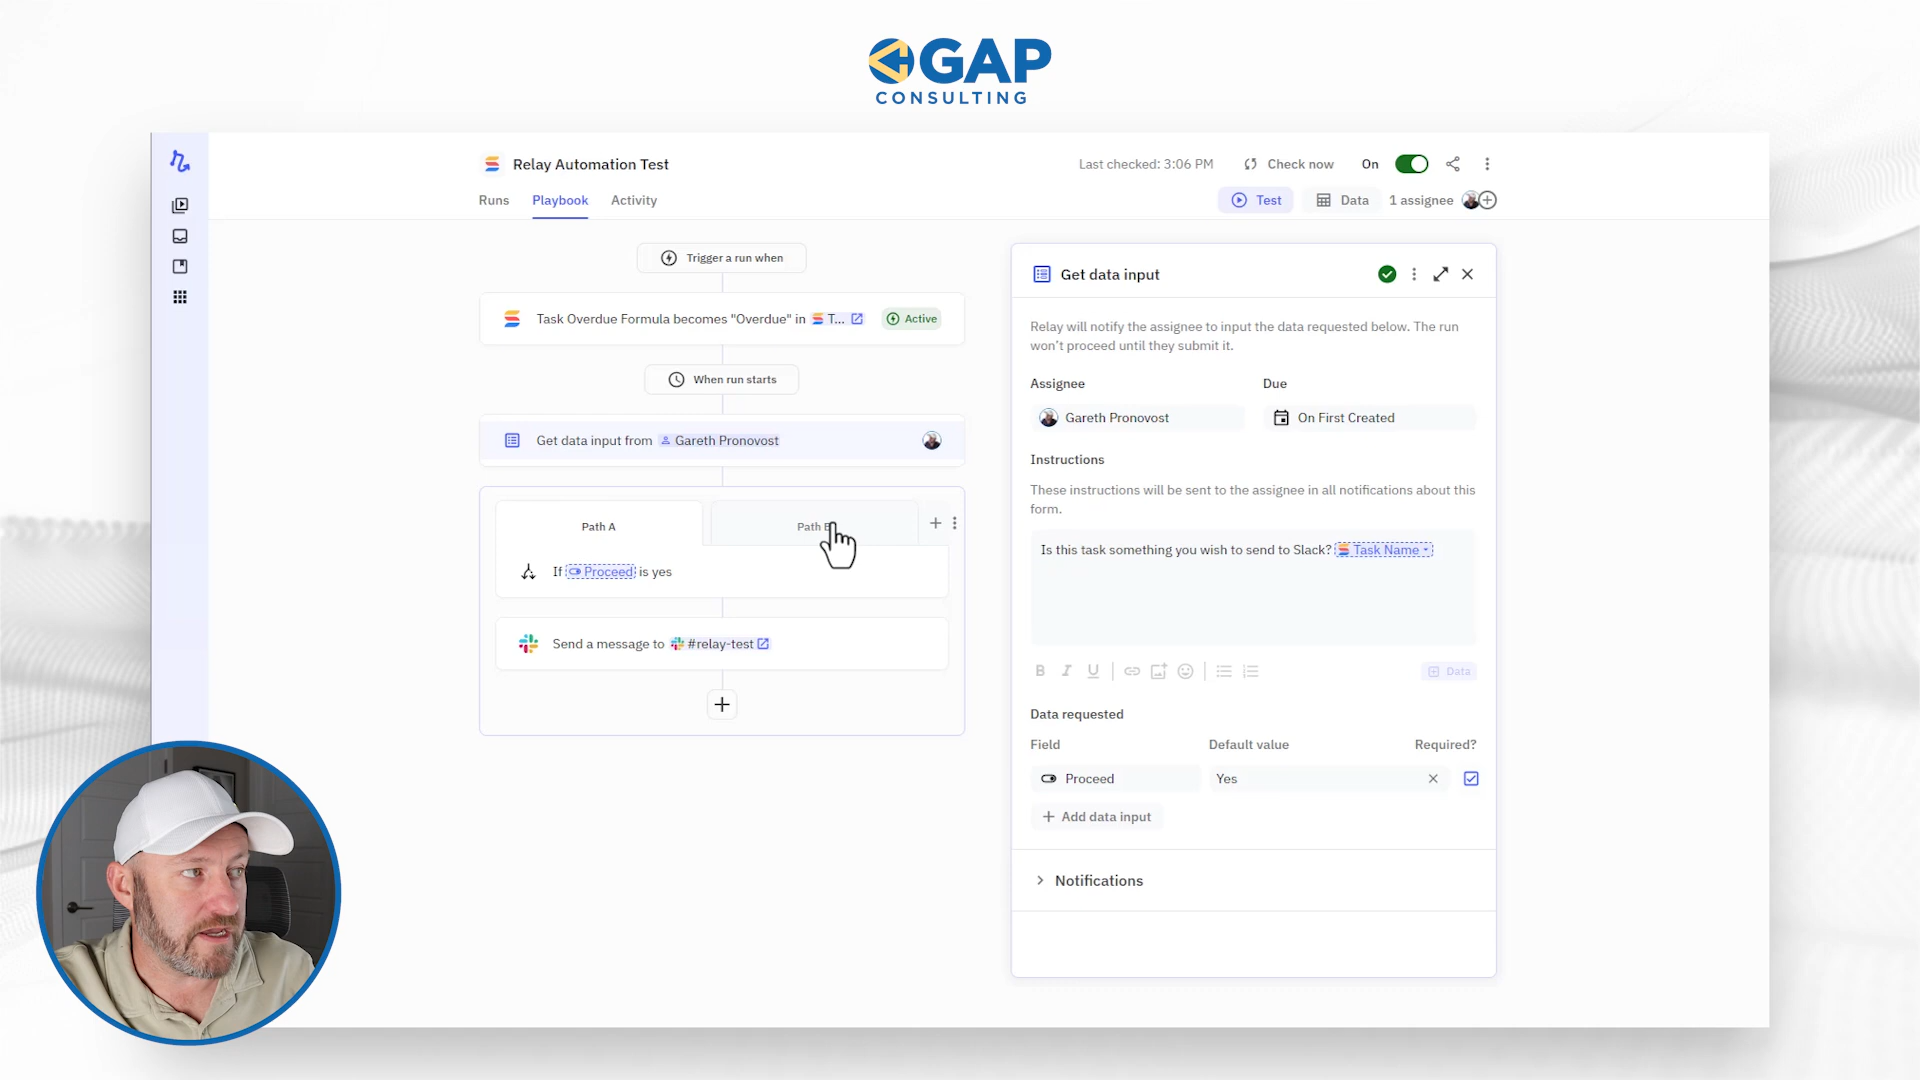 GAP
CONSULTING
Relay Automation Test
Last checked: 3:06 PM
Check now
On
Runs
Playbook
Activity
Test
Data
1 assignee
Trigger a run when
Task Overdue Formula becomes "Overdue" in T...
Active
When run starts
Get data input from Gareth Pronovost
Path A
Path B
If Proceed is yes
Send a message to #relay-test
Get data input
Relay will notify the assignee to input the data requested below. The run
won't proceed until they submit it.
Assignee
Due
Gareth Pronovost
On First Created
Instructions
These instructions will be sent to the assignee in all notifications about this
form.
Is this task something you wish to send to Slack? Task Name
B I U
Data
Data requested
Field
Default value
Required?
Proceed
Yes
Add data input
Notifications